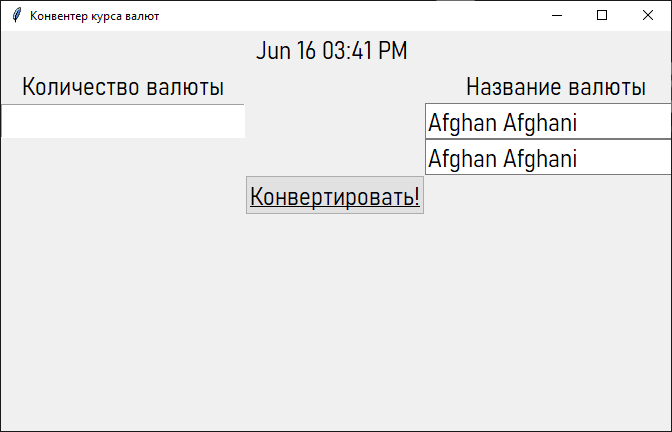 Конвентер курса валют
Jun 16 03:41 PM
Количество валюты
Название валюты
Afghan Afghani
Afghan Afghani
Конвертировать!